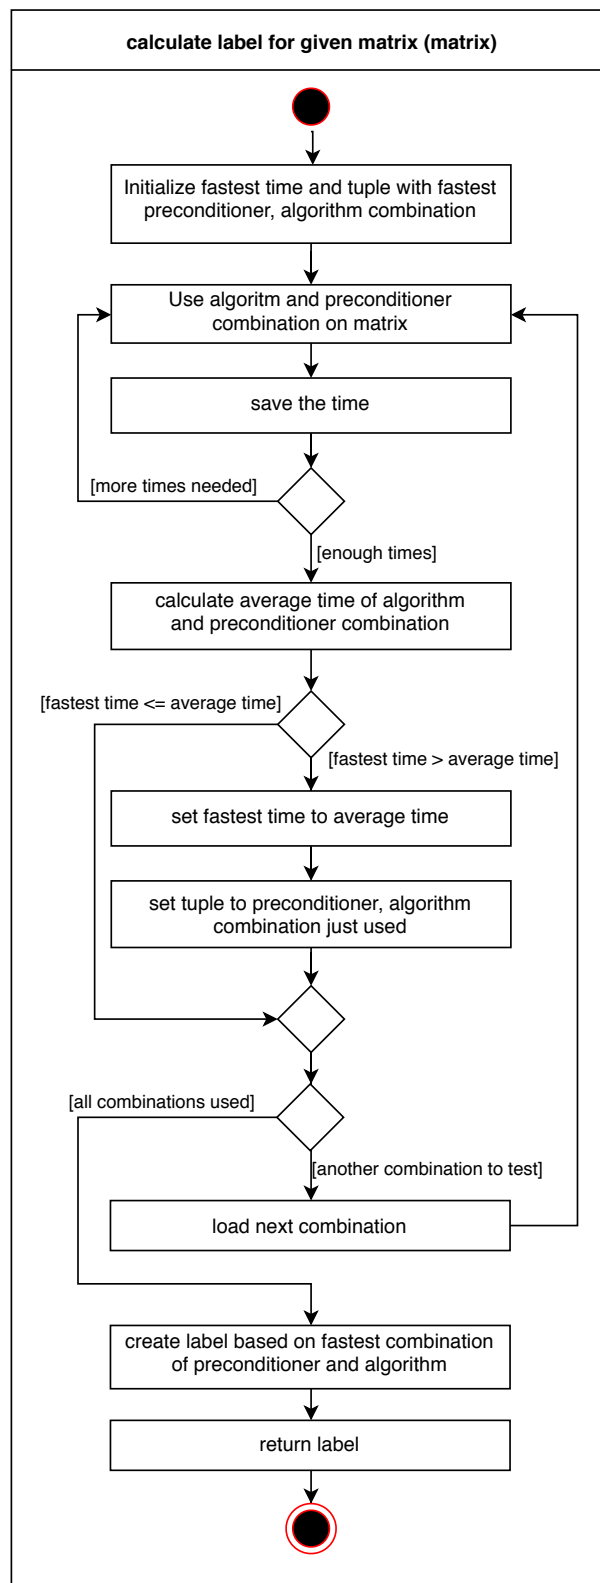 calculate label for given matrix (matrix)
Initialize fastest time and tuple with fastest
preconditioner, algorithm combination
Use algoritm and preconditioner
combination on matrix
save the time
[more times needed]
[enough times]
calculate average time of algorithm
and preconditioner combination
[fastest time <= average time]
[fastest time > average time]
set fastest time to average time
set tuple to preconditioner, algorithm
combination just used
[all combinations used]
[another combination to test]
load next combination
create label based on fastest combination
of preconditioner and algorithm
return label